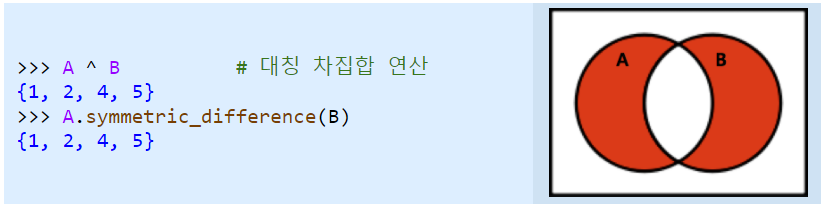 >>> A ^ B # 대칭 차집합 연산
{1, 2, 4, 5}
>>> A.symmetric_difference(B)
{1, 2, 4, 5}
A B